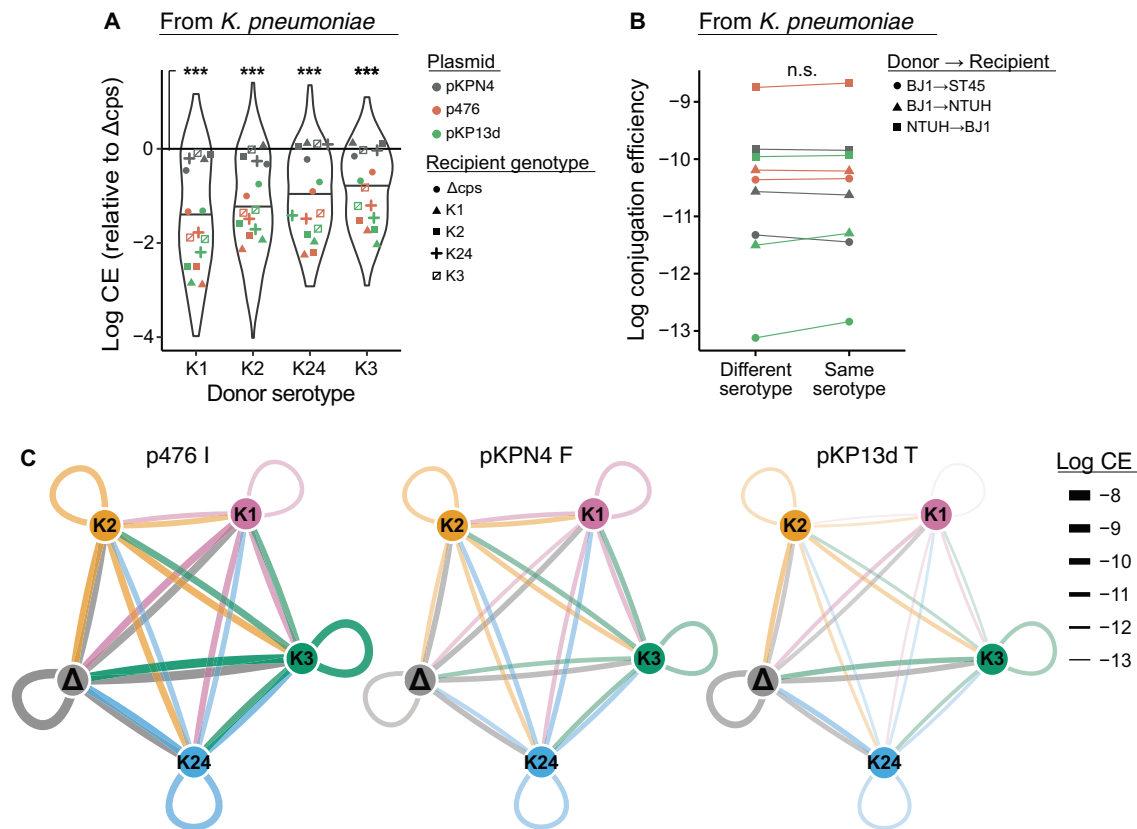 A From K. pneumoniae
*** *** *** ***
Log CE (relative to Δcps)
0
−2
−4
K1 K2 K24 K3
Donor serotype
Plasmid
pKPN4
p476
pKP13d
Recipient genotype
Δcps
K1
K2
K24
K3
B From K. pneumoniae
n.s.
Log conjugation efficiency
−9
−10
−11
−12
−13
Different serotype
Same serotype
Donor → Recipient
BJ1→ST45
BJ1→NTUH
NTUH→BJ1
C
p476 I
K2
K1
K3
Δ
K24
pKPN4 F
K2
K1
K3
Δ
K24
pKP13d T
K2
K1
K3
Δ
K24
Log CE
−8
−9
−10
−11
−12
−13